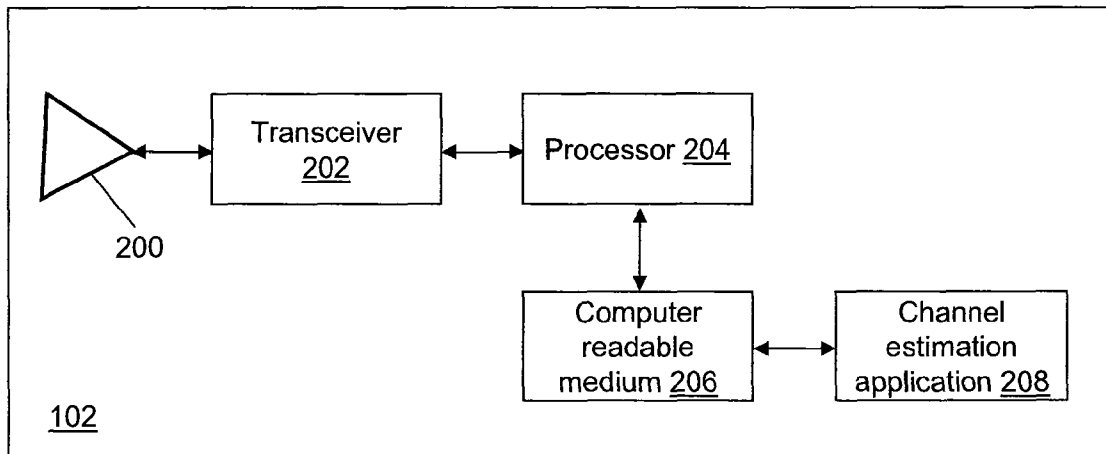 Transceiver
202
Processor 204
200
Computer
readable
medium 206
Channel
estimation
application 208
102